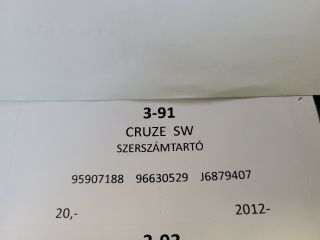 3-91
CRUZE SW
SZERSZÁMTARTÓ
95907188 96630529 J6879407
20,- 2012-